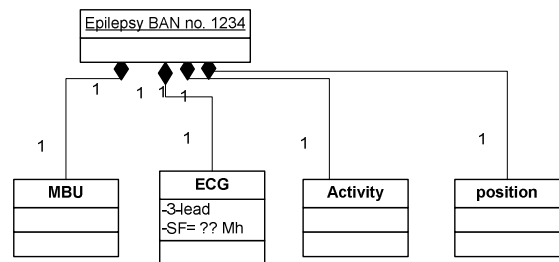 Epilepsy BAN no. 1234
1
1
1
1
1
1
1
1
MBU
ECG
-3-lead
-SF= ?? Mh
Activity
position